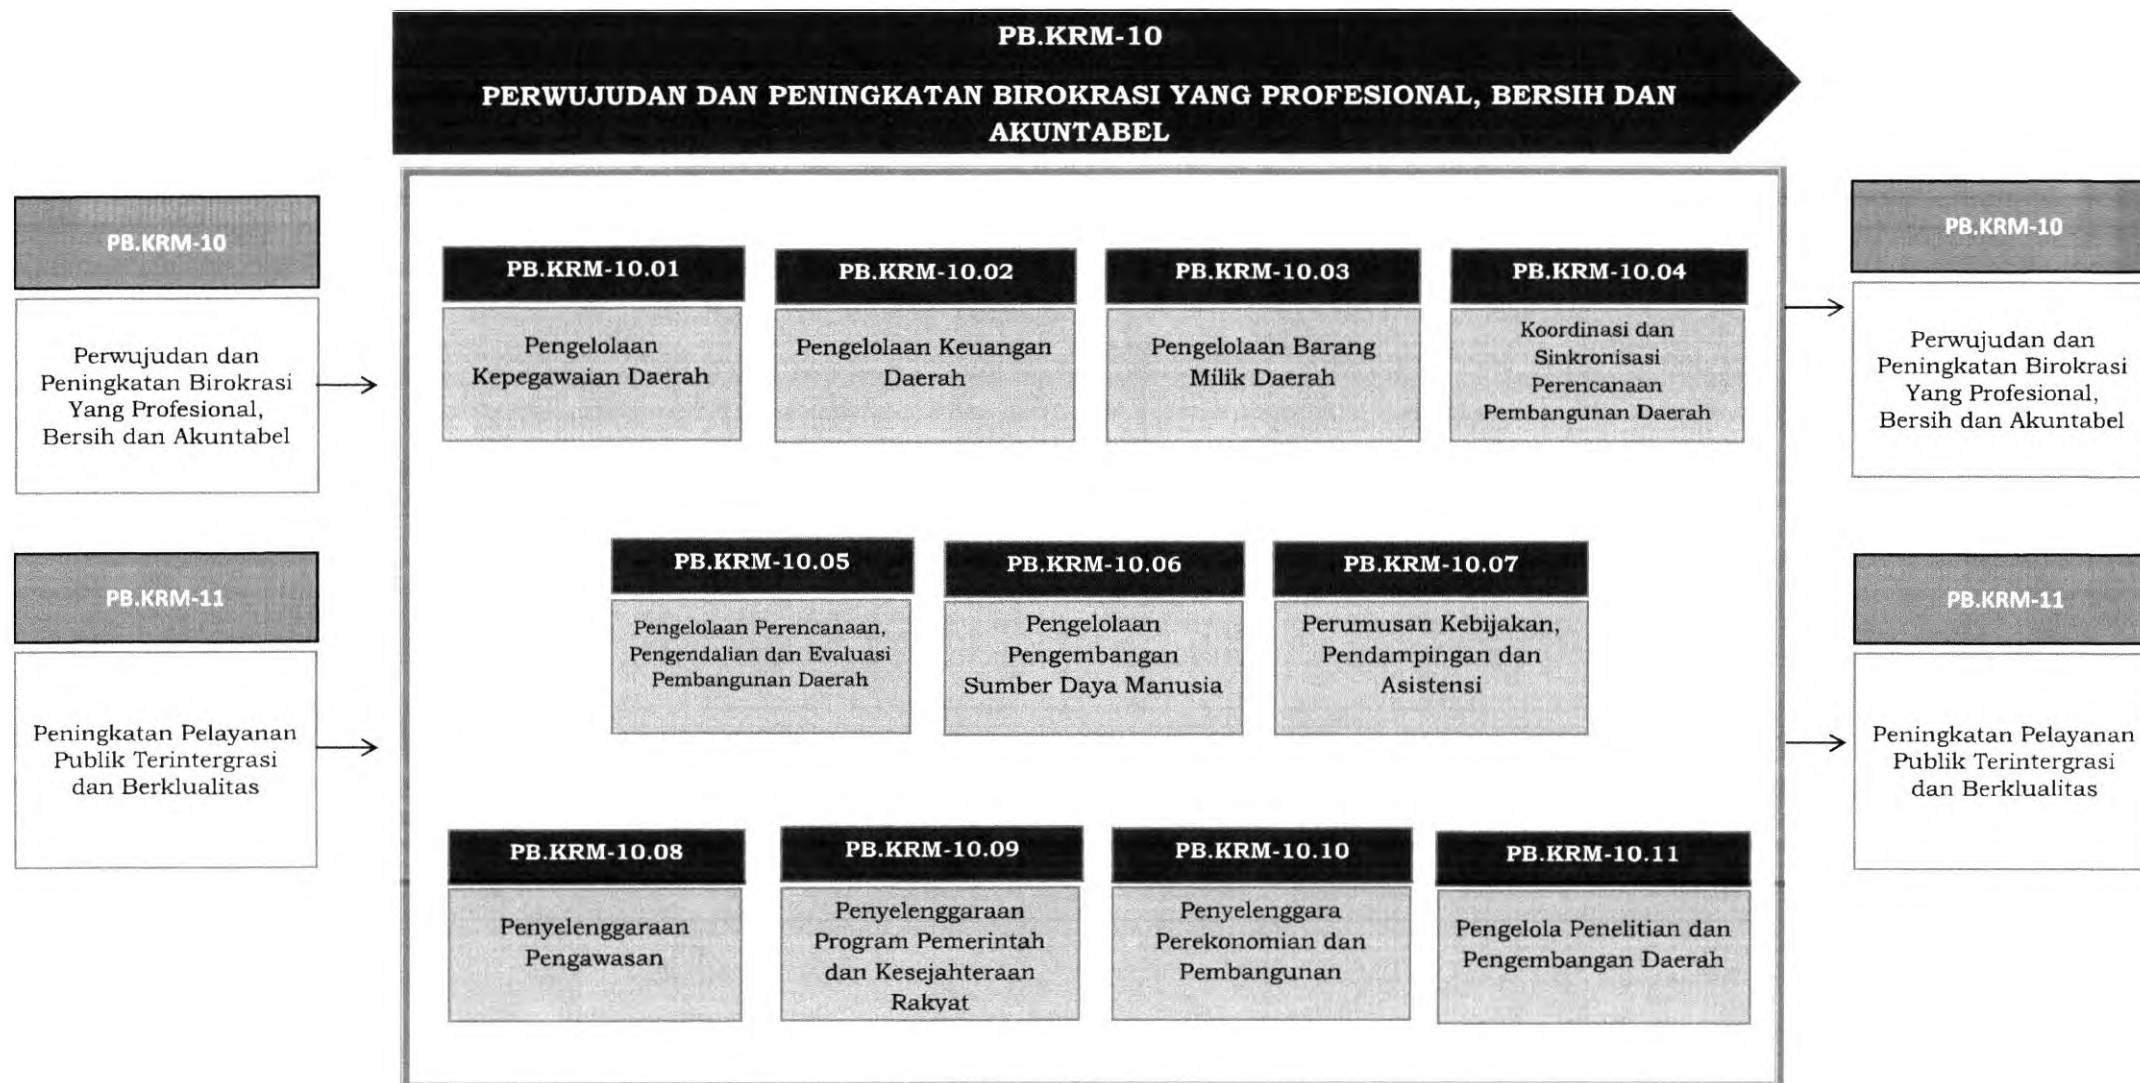 PB.KRM-10
PERWUJUDAN DAN PENINGKATAN BIROKRASI YANG PROFESIONAL, BERSIH DAN
AKUNTABEL
PB.KRM-10
Perwujudan dan
Peningkatan Birokrasi
Yang Profesional,
Bersih dan Akuntabel
PB.KRM-11
Peningkatan Pelayanan
Publik Terintergrasi
dan Berklualitas
PB.KRM-10.01
Pengelolaan
Kepegawaian Daerah
PB.KRM-10.02
Pengelolaan Keuangan
Daerah
PB.KRM-10.03
Pengelolaan Barang
Milik Daerah
PB.KRM-10.04
Koordinasi dan
Sinkronisasi
Perencanaan
Pembangunan Daerah
PB.KRM-10.05
Pengelolaan Perencanaan,
Pengendalian dan Evaluasi
Pembangunan Daerah
PB.KRM-10.06
Pengelolaan
Pengembangan
Sumber Daya Manusia
PB.KRM-10.07
Perumusan Kebijakan,
Pendampingan dan
Asistensi
PB.KRM-10.08
Penyelenggaraan
Pengawasan
PB.KRM-10.09
Penyelenggaraan
Program Pemerintah
dan Kesejahteraan
Rakyat
PB.KRM-10.10
Penyelenggara
Perekonomian dan
Pembangunan
PB.KRM-10.11
Pengelola Penelitian dan
Pengembangan Daerah
PB.KRM-10
Perwujudan dan
Peningkatan Birokrasi
Yang Profesional,
Bersih dan Akuntabel
PB.KRM-11
Peningkatan Pelayanan
Publik Terintergrasi
dan Berklualitas